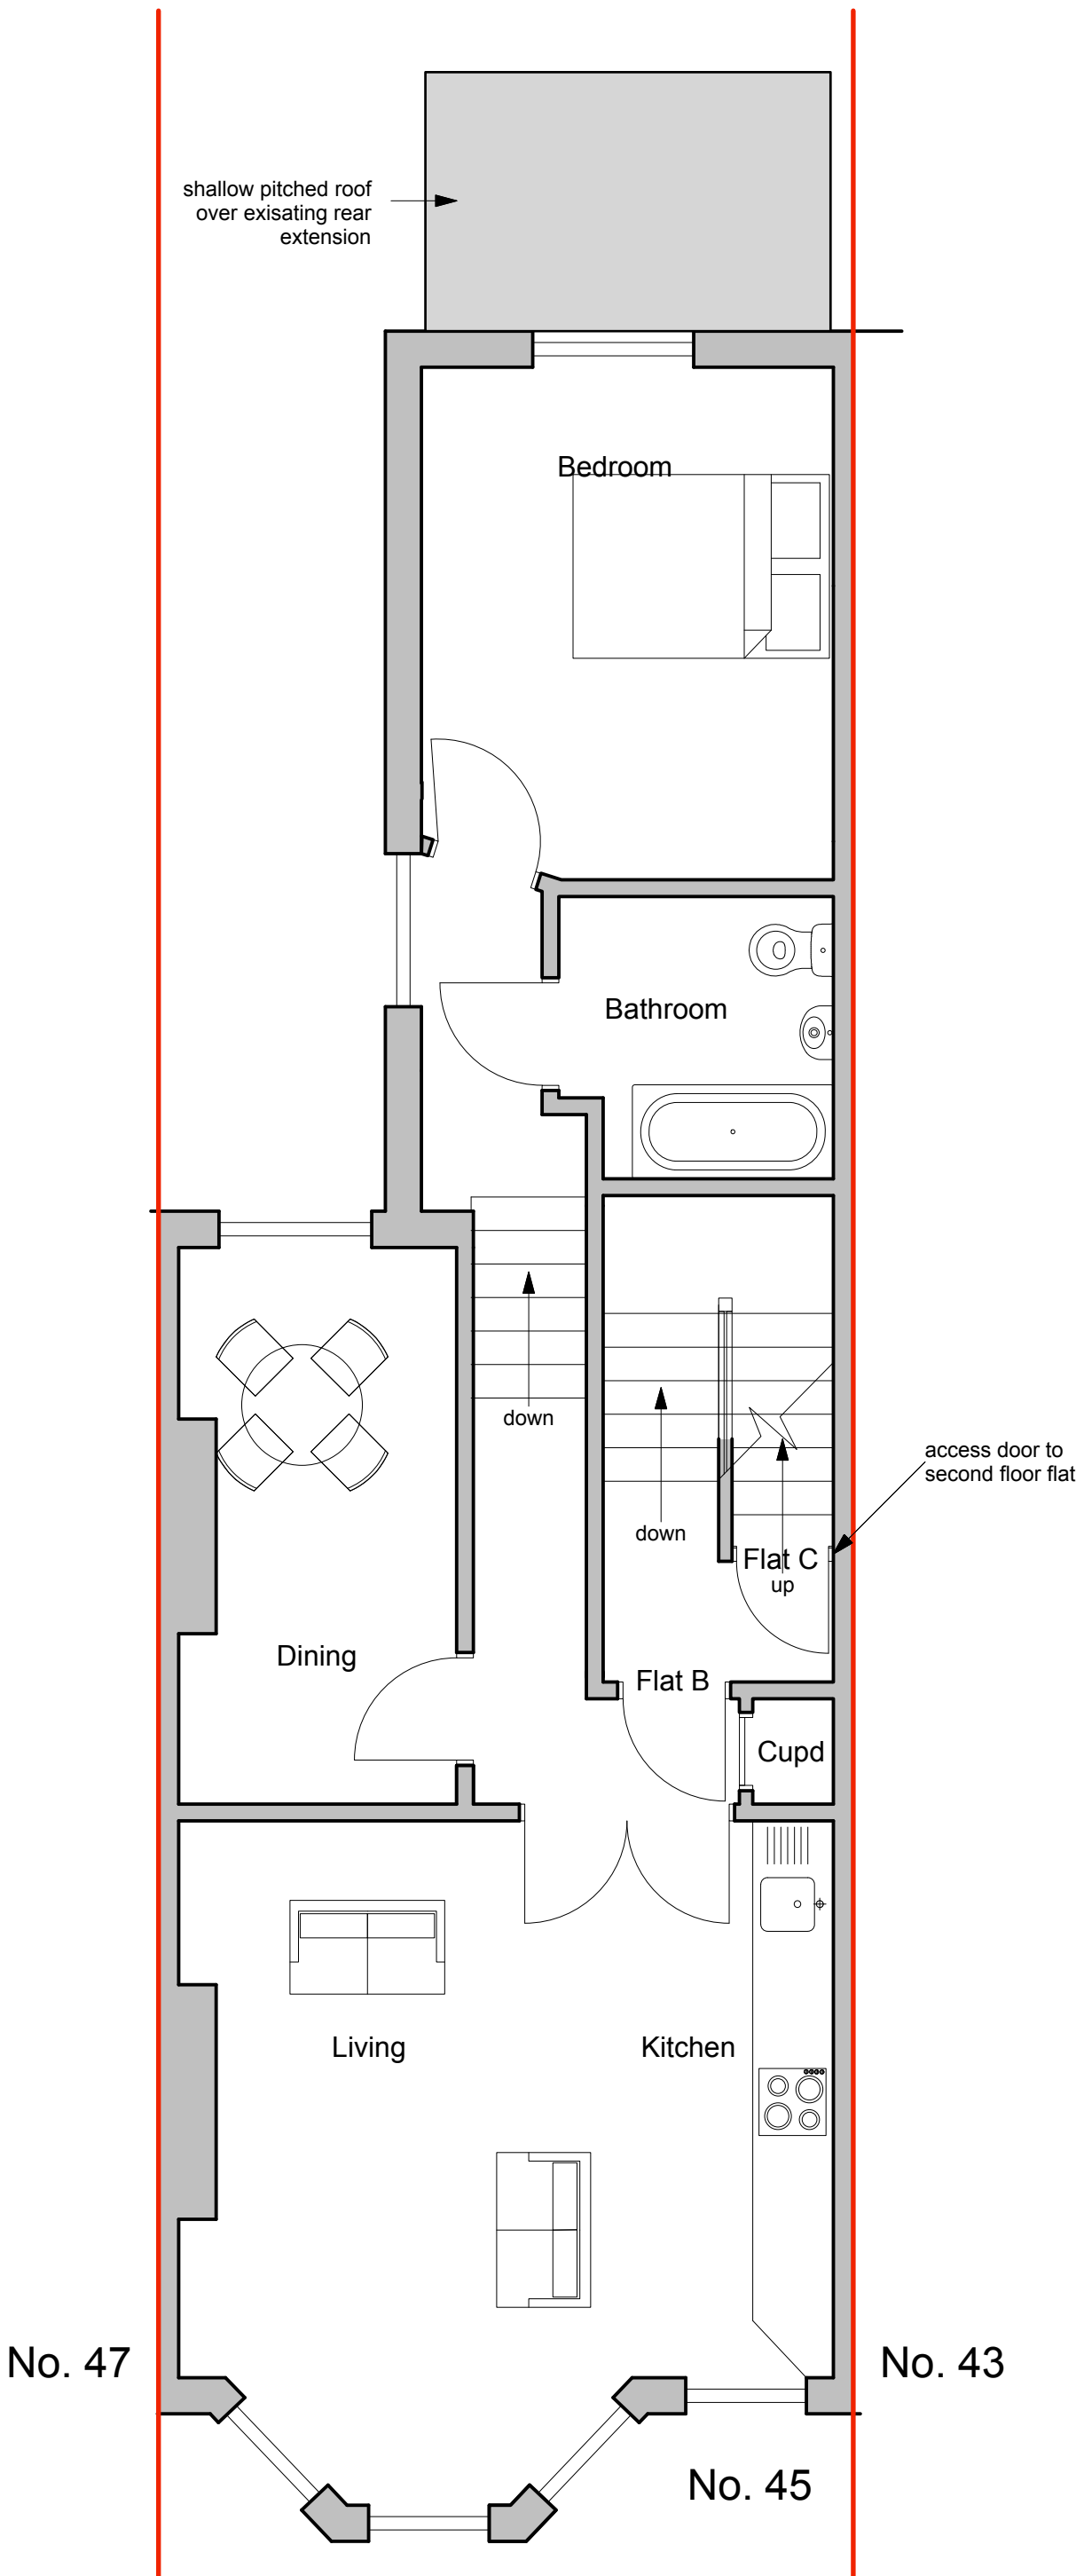 shallow pitched roof
over exisating rear
extension
Bedroom
Bathroom
down
access door to
second floor flat
down
Flat C
up
Dining
Flat B
Cupd
Living
Kitchen
No. 47
No. 43
No. 45